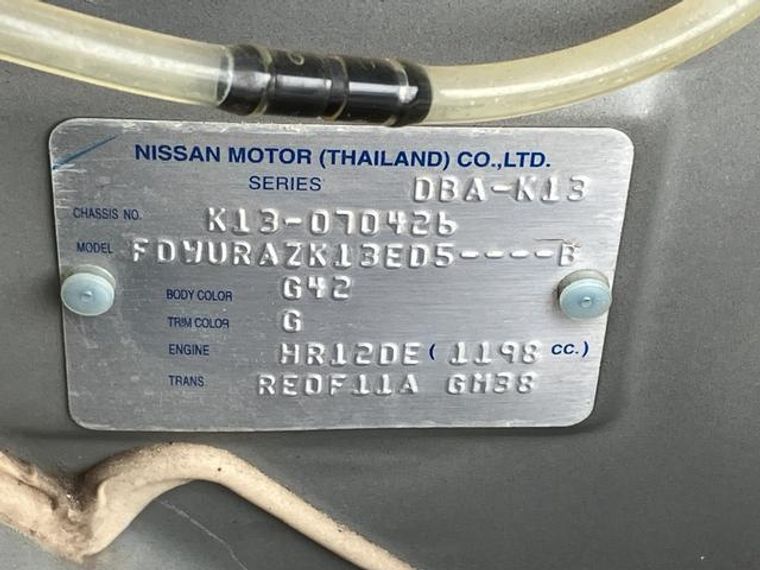 NISSAN MOTOR (THAILAND) CO.,LTD.
SERIES DBA-K13
CHASSIS NO. K13-070426
MODEL FDWURAZK13ED5----B
BODY COLOR G42
TRIM COLOR G
ENGINE HR12DE ( 1198 CC.)
TRANS. RE0F11A GM38